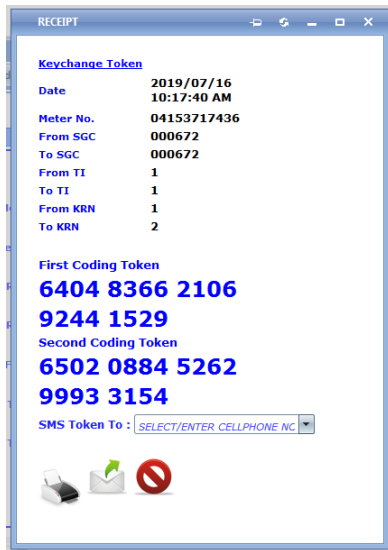 RECEIPT
Keychange Token
Date 2019/07/16
10:17:40 AM
Meter No. 04153717436
From SGC 000672
To SGC 000672
From TI 1
To TI 1
From KRN 1
To KRN 2
First Coding Token
6404 8366 2106
9244 1529
Second Coding Token
6502 0884 5262
9993 3154
SMS Token To : SELECT/ENTER CELLPHONE NO